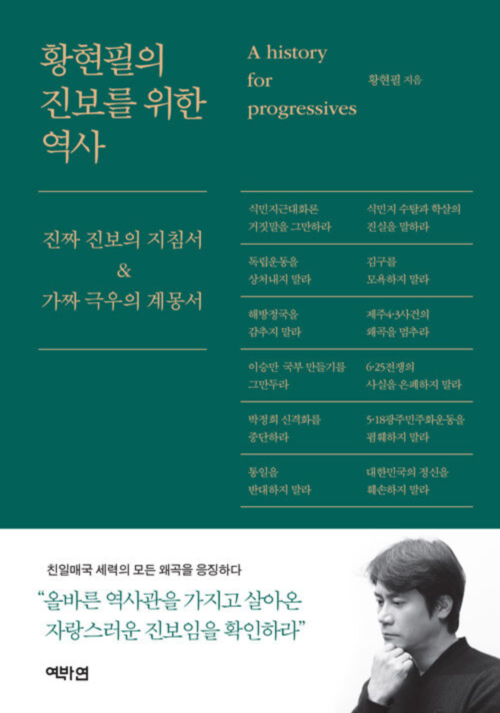 황현필의
진보를 위한
역사
A history
for
progressives
황현필 지음
진짜 진보의 지침서
&
가짜 극우의 계몽서
식민지근대화론
거짓말을 그만하라
식민지 수탈과 학살의
진실을 말하라
독립운동을
상처내지 말라
김구를
모욕하지 말라
해방정국을
감추지 말라
제주4·3사건의
왜곡을 멈추라
이승만 국부 만들기를
그만두라
6·25전쟁의
사실을 은폐하지 말라
박정희 신격화를
중단하라
5·18광주민주화운동을
폄훼하지 말라
통일을
반대하지 말라
대한민국의 정신을
훼손하지 말라
친일매국 세력의 모든 왜곡을 응징하다
“올바른 역사관을 가지고 살아온
자랑스러운 진보임을 확인하라”
역바연